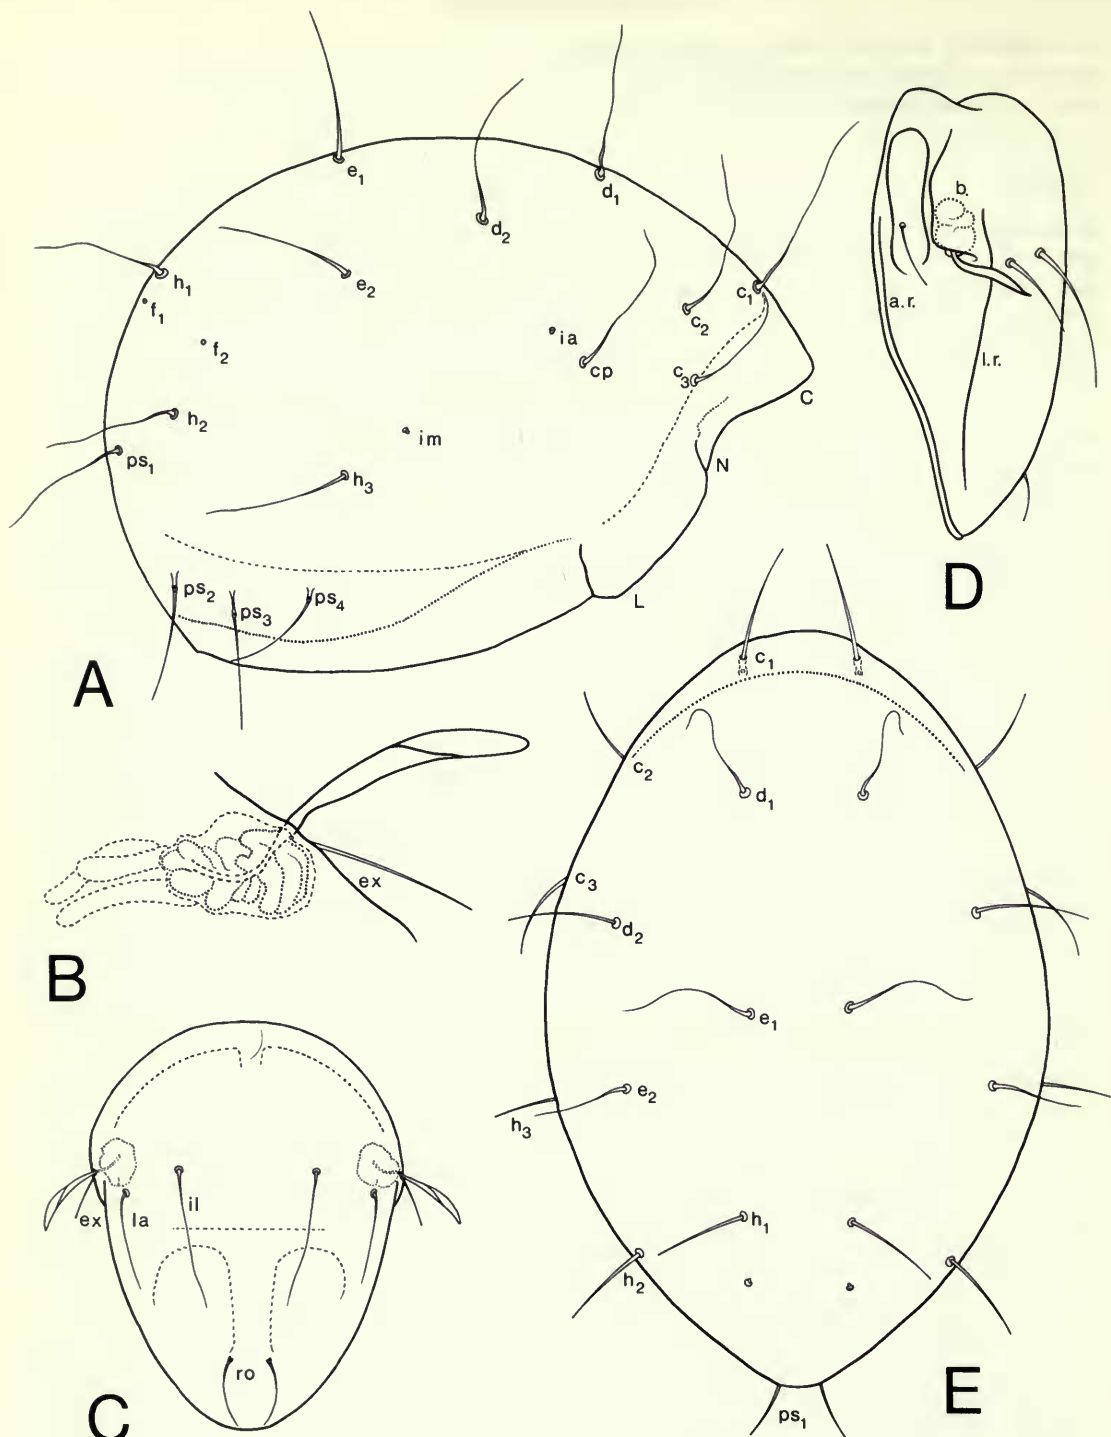 e1
d1
d2
h1
e2
f1
f2
ia
cp
c1
c2
c3
C
h2
im
N
ps1
h3
ps2
ps3
ps4
L
A
b.
a.r.
l.r.
D
ex
B
ex
la
il
ro
C
c1
c2
d1
c3
d2
e1
e2
h3
h1
h2
ps1
E